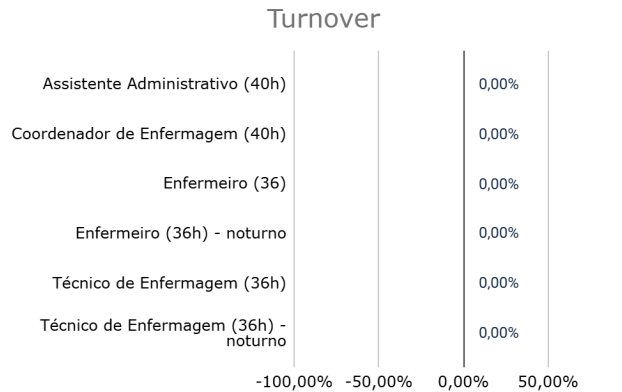 Turnover
Assistente Administrativo (40h)
0,00%
Coordenador de Enfermagem (40h)
0,00%
Enfermeiro (36)
0,00%
Enfermeiro (36h) - noturno
0,00%
Técnico de Enfermagem (36h)
0,00%
Técnico de Enfermagem (36h) -
noturno
0,00%
-100,00% -50,00% 0,00% 50,00%